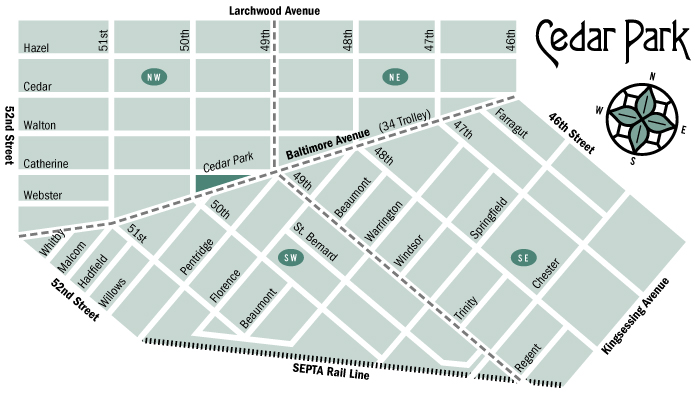 Larchwood Avenue
Cedar Park
Hazel
51st
50th
49th
48th
47th
46th
Cedar
NW
NE
N
W
E
S
52nd Street
Walton
Baltimore Avenue (34 Trolley)
47th
Farragut
46th Street
Catherine
Cedar Park
48th
Webster
49th
Beaumont
50th
Warrington
Springfield
51st
St. Bernard
Windsor
Whitby
Malcom
Hadfield
Willows
Pentridge
SW
SE
Florence
Chester
52nd Street
Beaumont
Trinity
Kingsessing Avenue
Regent
SEPTA Rail Line